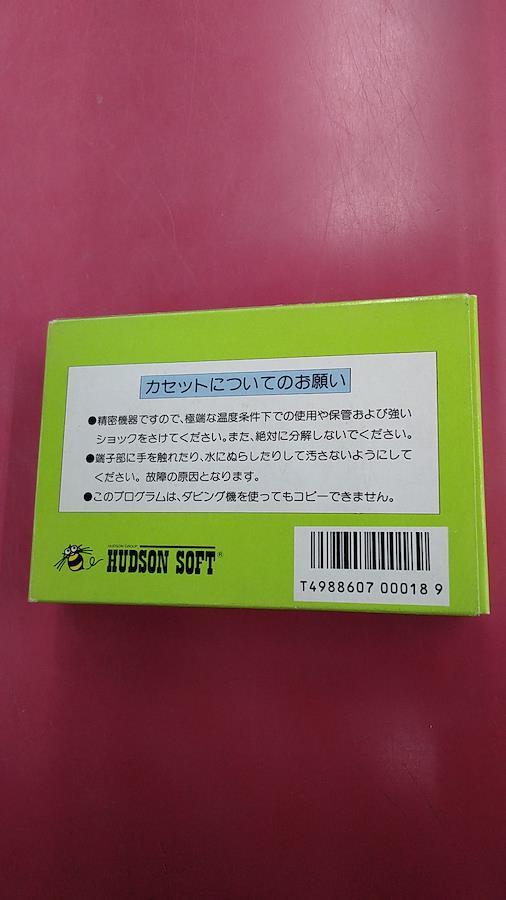 カセットについてのお願い
●精密機器ですので、極端な温度条件下での使用や保管および強い
ショックをさけてください。また、絶対に分解しないでください。
●端子部に手を触れたり、水にぬらしたりして汚さないようにして
ください。故障の原因となります。
●このプログラムは、ダビング機を使ってもコピーできません。
HUDSON GROUP
HUDSON SOFT®
T4988607 00018 9